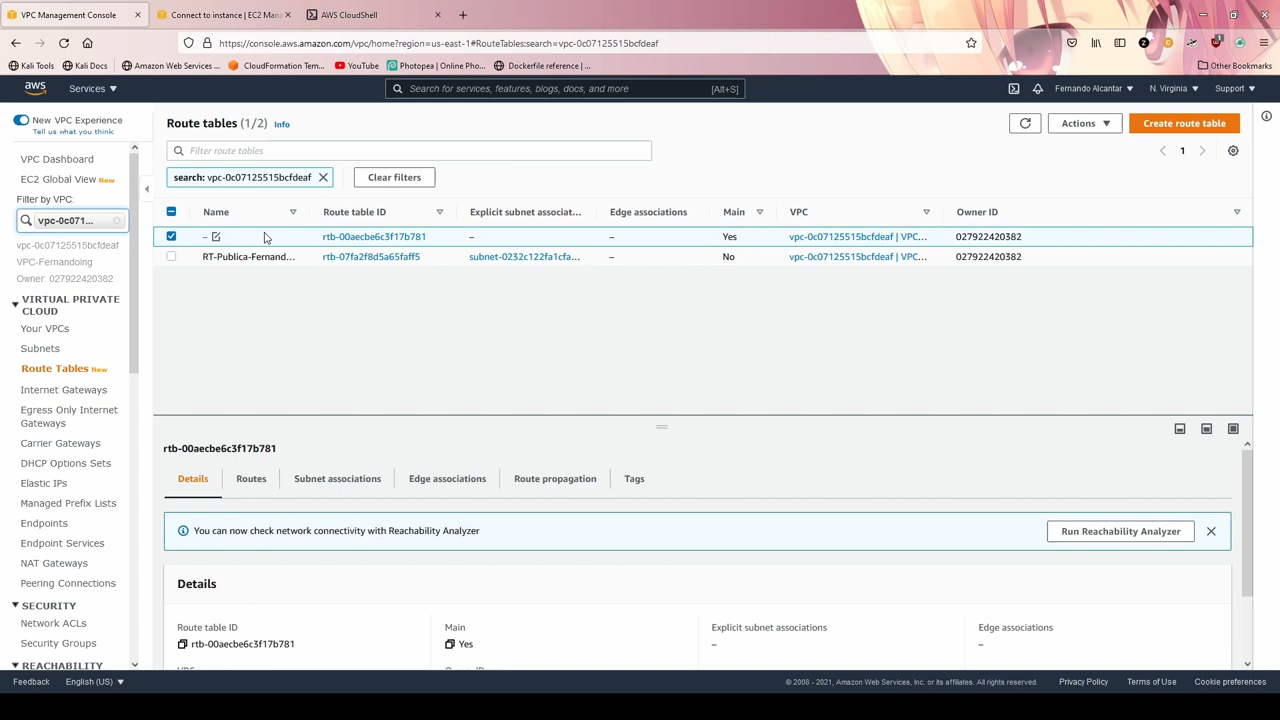 VPC Management Console
Connect to instance | EC2 Man
AWS CloudShell
https://console.aws.amazon.com/vpc/home?region=us-east-1#RouteTables:search=vpc-0c07125515bcfdeaf
Kali Tools
Kali Docs
Amazon Web Services ...
CloudFormation Tem...
YouTube
Photopea | Online Pho...
Dockerfile reference | ...
Other Bookmarks
aws
Services
Search for services, features, blogs, docs, and more
[Alt+S]
Fernando Alcantar
N. Virginia
Support
New VPC Experience
Tell us what you think
Route tables (1/2)
Info
Actions
Create route table
VPC Dashboard
EC2 Global View New
Filter by VPC:
vpc-0c071...
vpc-0c07125515bcfdeaf
VPC-Fernandoing
Owner: 027922420382
Filter route tables
1
search: vpc-0c07125515bcfdeaf
Clear filters
Name
Route table ID
Explicit subnet associat...
Edge associations
Main
VPC
Owner ID
–
rtb-00aecbe6c3f17b781
–
–
Yes
vpc-0c07125515bcfdeaf | VPC...
027922420382
RT-Publica-Fernand...
rtb-07fa2f8d5a65faff5
subnet-0232c122fa1cfa...
–
No
vpc-0c07125515bcfdeaf | VPC...
027922420382
VIRTUAL PRIVATE
CLOUD
Your VPCs
Subnets
Route Tables New
Internet Gateways
Egress Only Internet
Gateways
Carrier Gateways
DHCP Options Sets
Elastic IPs
Managed Prefix Lists
Endpoints
Endpoint Services
NAT Gateways
Peering Connections
SECURITY
Network ACLs
Security Groups
REACHABILITY
rtb-00aecbe6c3f17b781
Details
Routes
Subnet associations
Edge associations
Route propagation
Tags
You can now check network connectivity with Reachability Analyzer
Run Reachability Analyzer
Details
Route table ID
rtb-00aecbe6c3f17b781
Main
Yes
Explicit subnet associations
–
Edge associations
–
Feedback
English (US)
© 2008 - 2021, Amazon Web Services, Inc. or its affiliates. All rights reserved.
Privacy Policy
Terms of Use
Cookie preferences